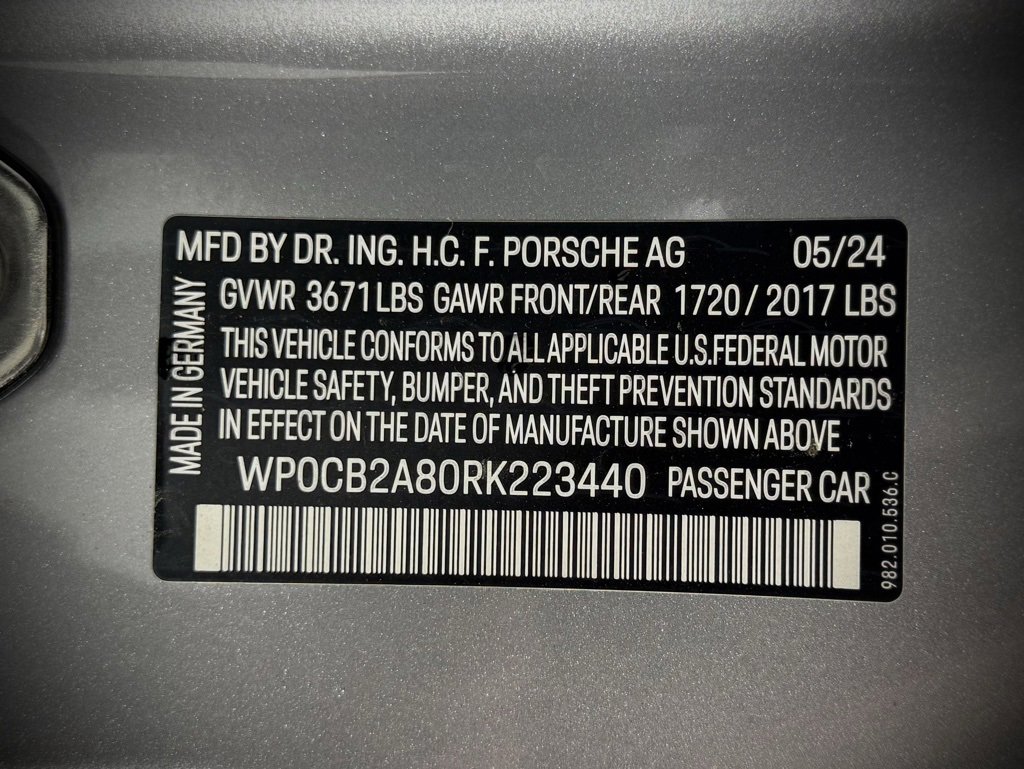 MFD BY DR. ING. H.C. F. PORSCHE AG 05/24
GVWR 3671 LBS GAWR FRONT/REAR 1720 / 2017 LBS
THIS VEHICLE CONFORMS TO ALL APPLICABLE U.S.FEDERAL MOTOR
VEHICLE SAFETY, BUMPER, AND THEFT PREVENTION STANDARDS
IN EFFECT ON THE DATE OF MANUFACTURE SHOWN ABOVE
WP0CB2A80RK223440 PASSENGER CAR
MADE IN GERMANY
982.010.536.C